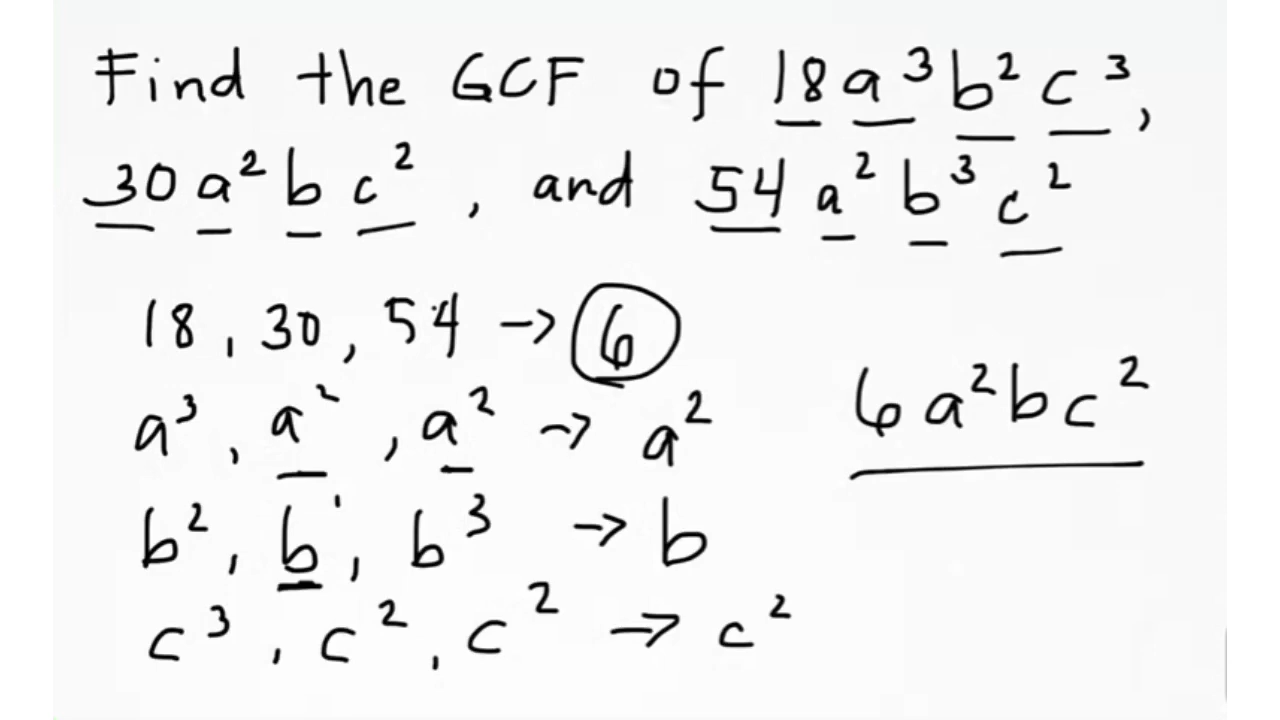 Find the GCF of 18a³b²c³,
30a²bc², and 54a²b³c²
18, 30, 54 → 6
a³, a², a² → a²
6a²bc²
b², b¹, b³ → b
c³, c², c² → c²